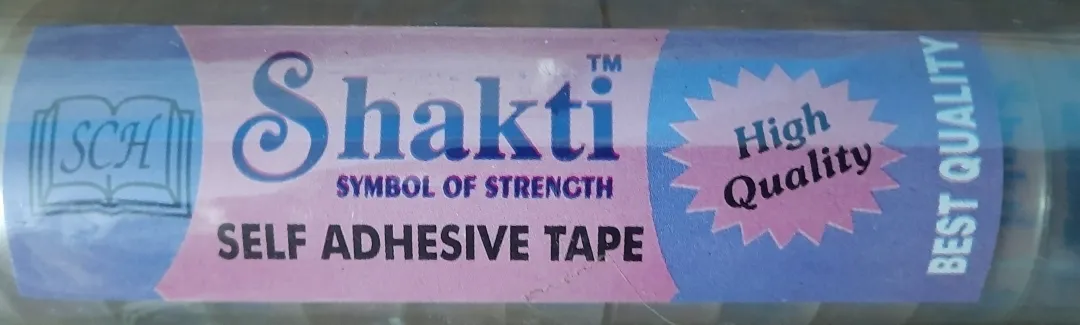 SCH
Shakti™
SYMBOL OF STRENGTH
SELF ADHESIVE TAPE
High
Quality
BEST QUALITY